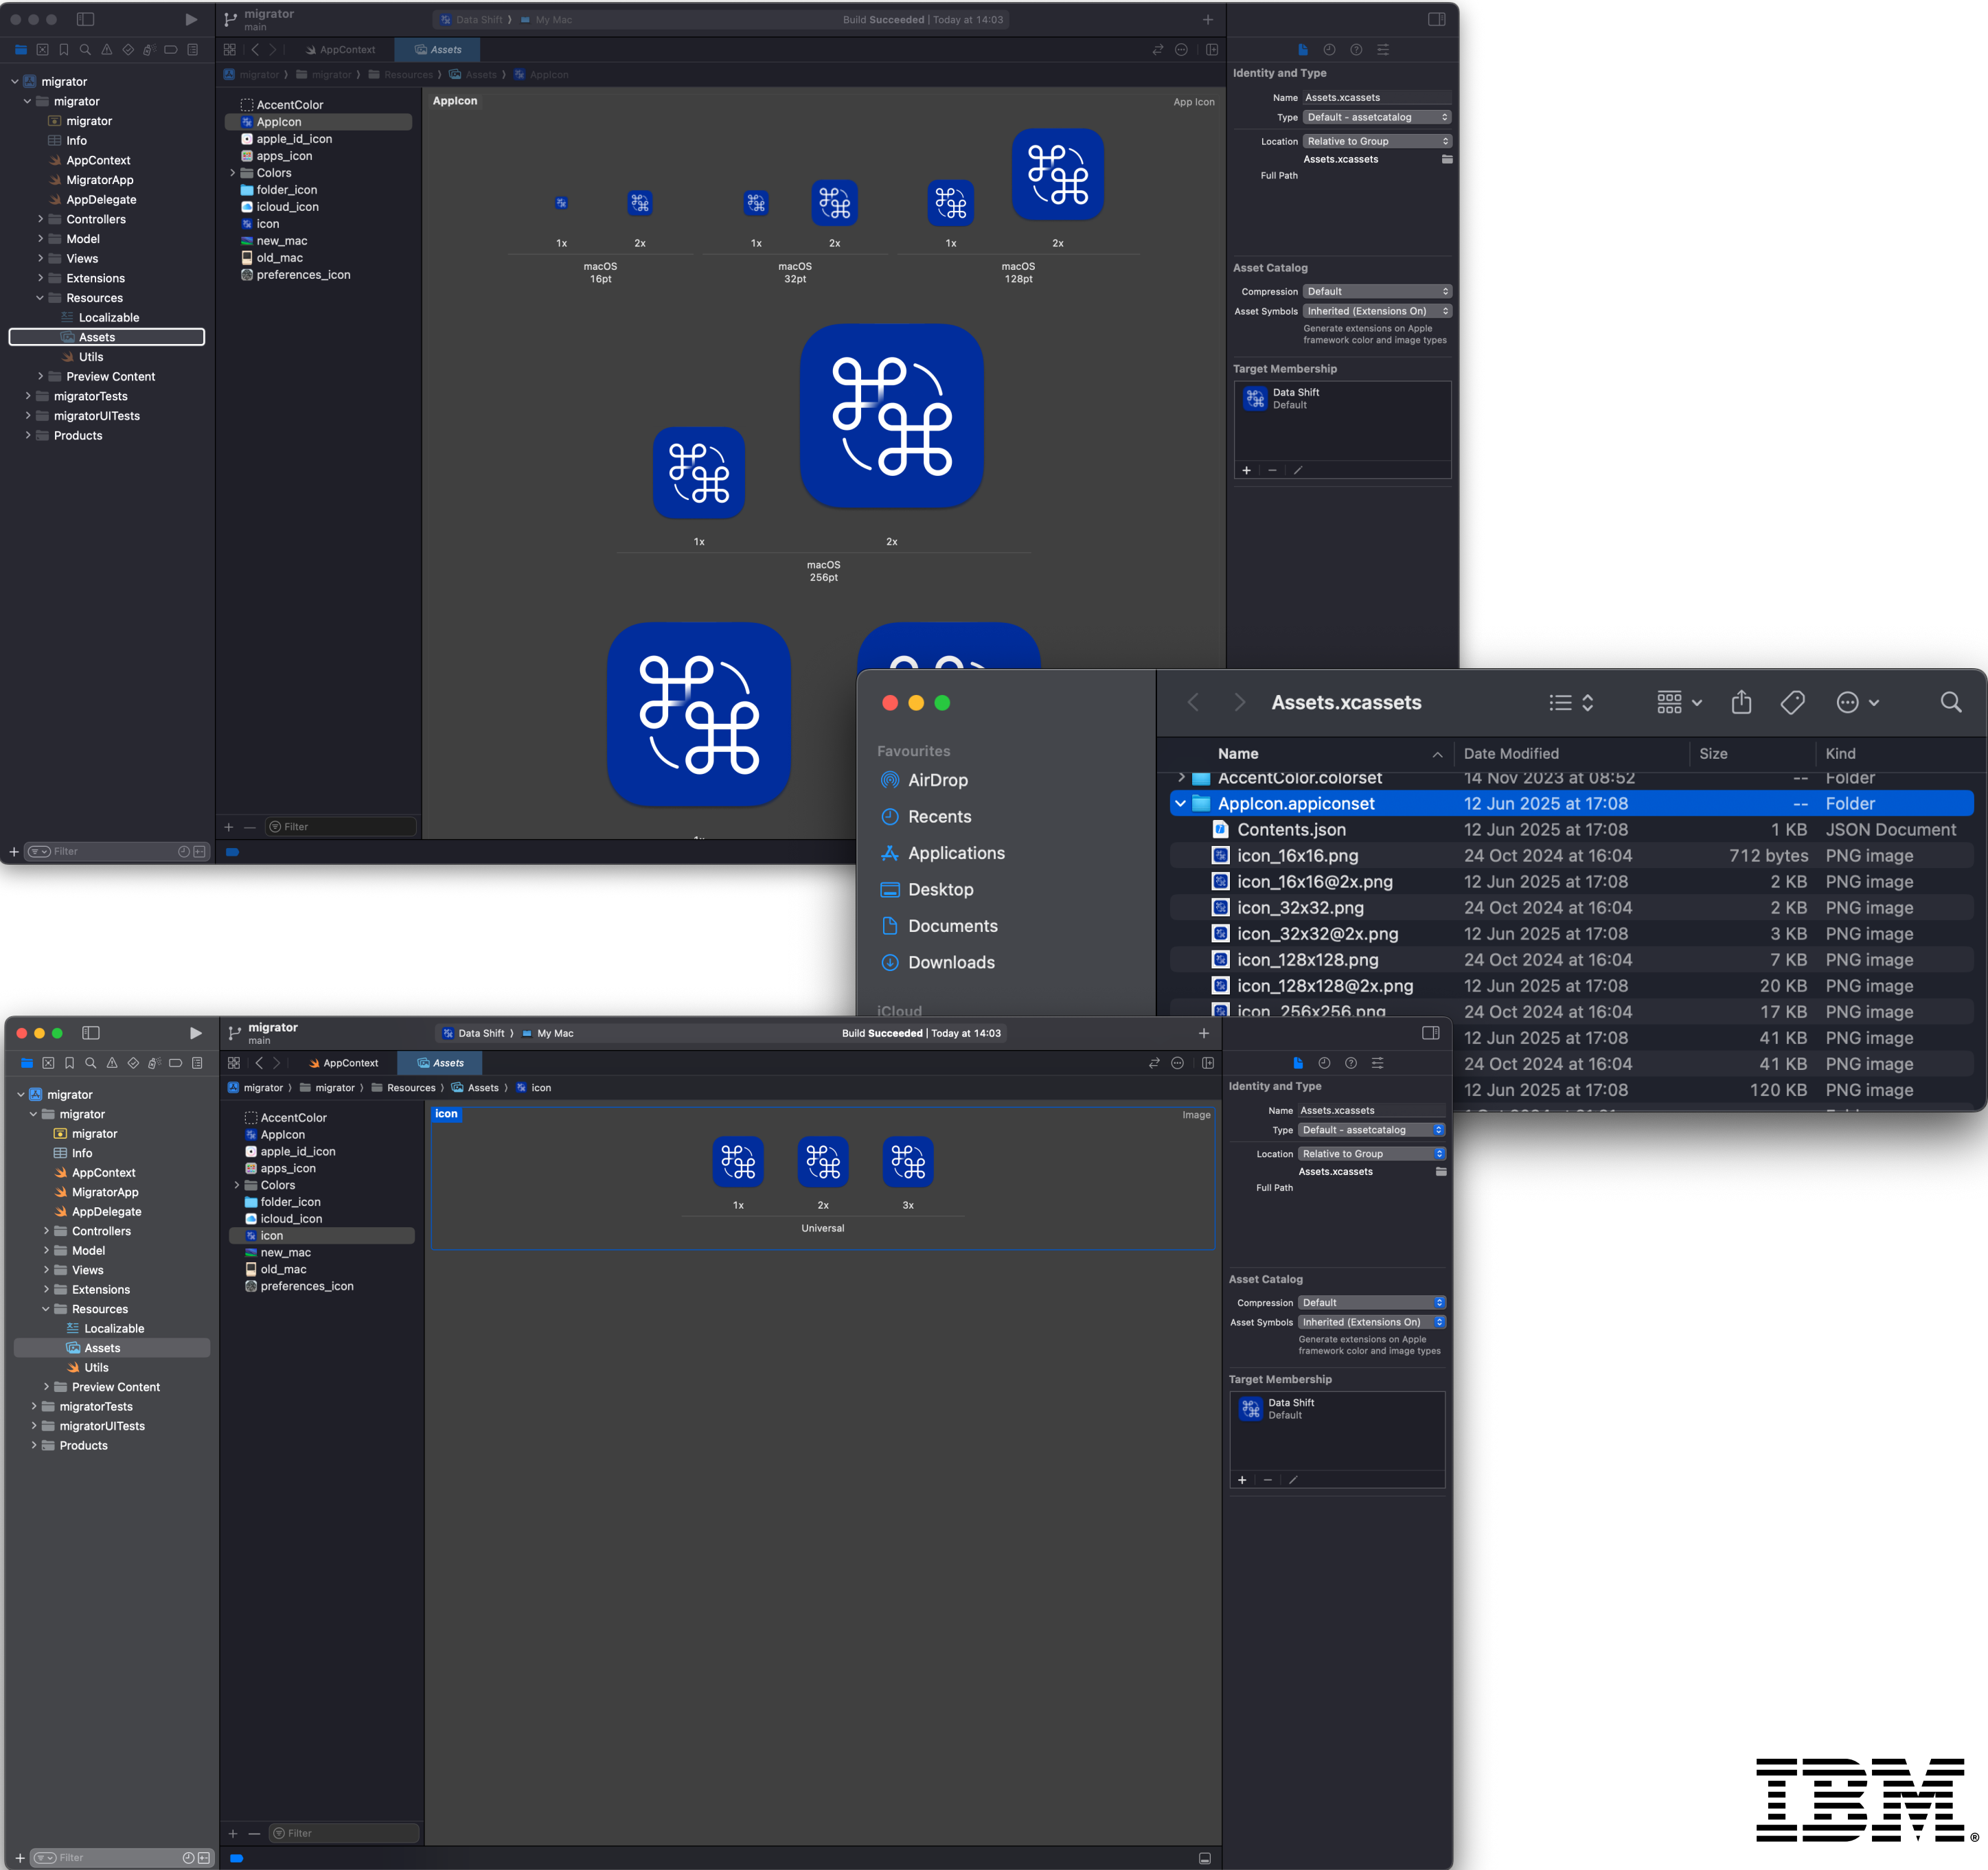 migrator
main
Data Shift
My Mac
Build Succeeded | Today at 14:03
AppContext
Assets
migrator
migrator
Resources
Assets
AppIcon
migrator
migrator
migrator
Info
AppContext
MigratorApp
AppDelegate
Controllers
Model
Views
Extensions
Resources
Localizable
Assets
Utils
Preview Content
migratorTests
migratorUITests
Products
Filter
AccentColor
AppIcon
apple_id_icon
apps_icon
Colors
folder_icon
icloud_icon
icon
new_mac
old_mac
preferences_icon
Filter
AppIcon
App Icon
1x 2x 1x 2x 1x 2x
macOS
16pt
macOS
32pt
macOS
128pt
1x 2x
macOS
256pt
Identity and Type
Name Assets.xcassets
Type Default - assetcatalog
Location Relative to Group
Assets.xcassets
Full Path
Asset Catalog
Compression Default
Asset Symbols Inherited (Extensions On)
Generate extensions on Apple
framework color and image types
Target Membership
Data Shift
Default
Assets.xcassets
Favourites
AirDrop
Recents
Applications
Desktop
Documents
Downloads
iCloud
Name Date Modified Size Kind
AccentColor.colorset 14 Nov 2023 at 08:52 -- Folder
AppIcon.appiconset 12 Jun 2025 at 17:08 -- Folder
Contents.json 12 Jun 2025 at 17:08 1 KB JSON Document
icon_16x16.png 24 Oct 2024 at 16:04 712 bytes PNG image
icon_16x16@2x.png 12 Jun 2025 at 17:08 2 KB PNG image
icon_32x32.png 24 Oct 2024 at 16:04 2 KB PNG image
icon_32x32@2x.png 12 Jun 2025 at 17:08 3 KB PNG image
icon_128x128.png 24 Oct 2024 at 16:04 7 KB PNG image
icon_128x128@2x.png 12 Jun 2025 at 17:08 20 KB PNG image
icon_256x256.png 24 Oct 2024 at 16:04 17 KB PNG image
12 Jun 2025 at 17:08 41 KB PNG image
24 Oct 2024 at 16:04 41 KB PNG image
12 Jun 2025 at 17:08 120 KB PNG image
migrator
main
Data Shift
My Mac
Build Succeeded | Today at 14:03
AppContext
Assets
migrator
migrator
Resources
Assets
icon
migrator
migrator
migrator
Info
AppContext
MigratorApp
AppDelegate
Controllers
Model
Views
Extensions
Resources
Localizable
Assets
Utils
Preview Content
migratorTests
migratorUITests
Products
Filter
AccentColor
AppIcon
apple_id_icon
apps_icon
Colors
folder_icon
icloud_icon
icon
new_mac
old_mac
preferences_icon
Filter
icon
Image
1x 2x 3x
Universal
Identity and Type
Name Assets.xcassets
Type Default - assetcatalog
Location Relative to Group
Assets.xcassets
Full Path
Asset Catalog
Compression Default
Asset Symbols Inherited (Extensions On)
Generate extensions on Apple
framework color and image types
Target Membership
Data Shift
Default
IBM®